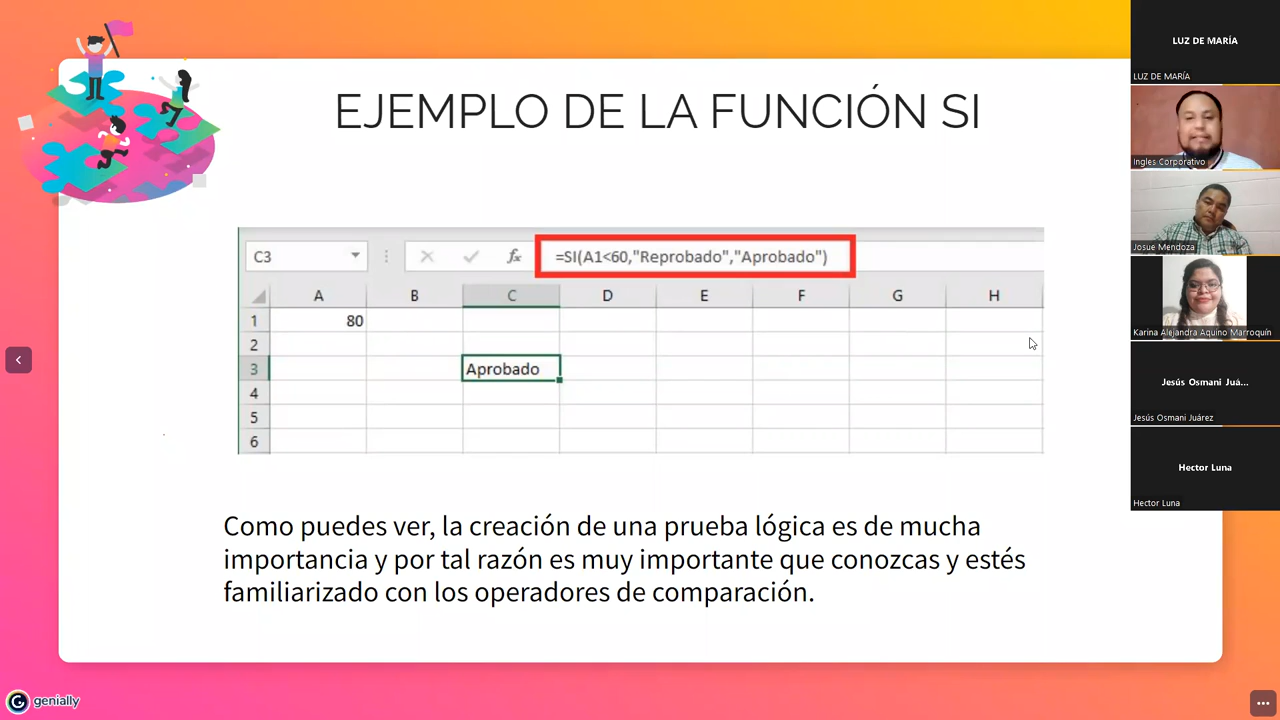 EJEMPLO DE LA FUNCIÓN SI
C3
fx
=SI(A1<60,"Reprobado","Aprobado")
A B C D E F G H
1 80
2
3 Aprobado
4
5
6
Como puedes ver, la creación de una prueba lógica es de mucha
importancia y por tal razón es muy importante que conozcas y estés
familiarizado con los operadores de comparación.
genially
LUZ DE MARÍA
LUZ DE MARÍA
Ingles Corporativo
Josue Mendoza
Karina Alejandra Aquino Marroquín
Jesús Osmani Juá...
Jesús Osmani Juárez
Hector Luna
Hector Luna